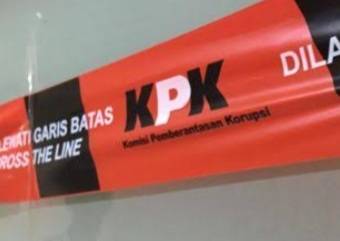 LEWATI GARIS BATAS
CROSS THE LINE
KPK
Komisi Pemberantasan Korupsi
DILA